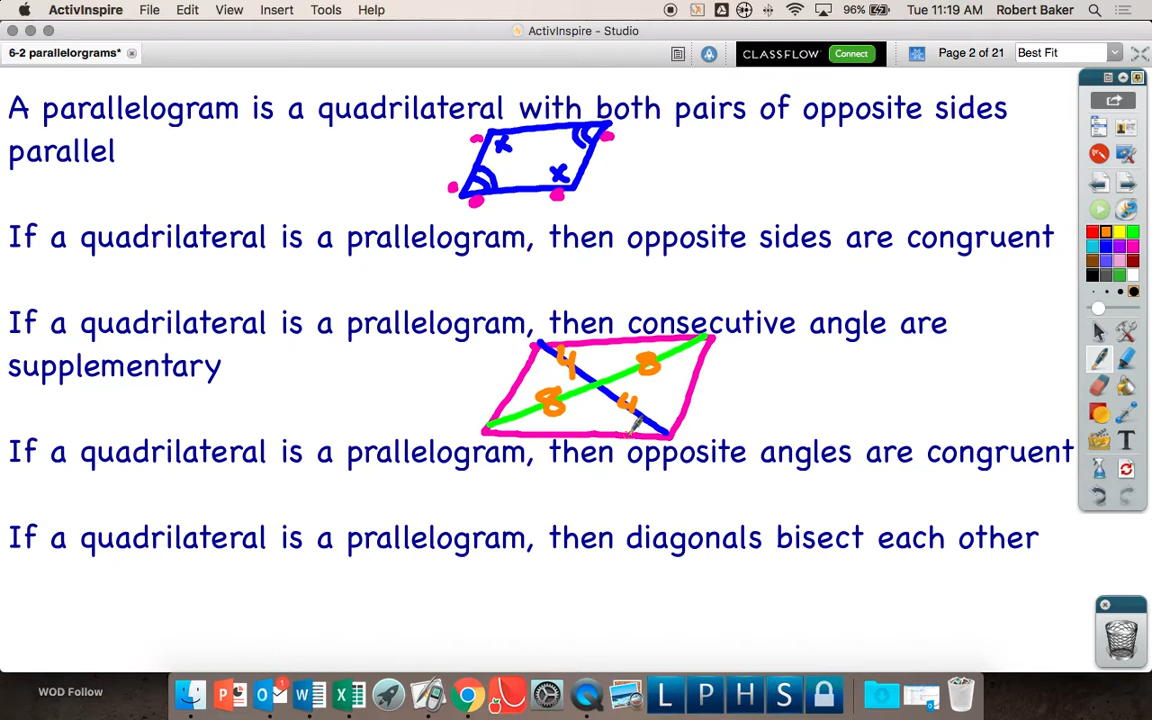 ActivInspire File Edit View Insert Tools Help 96% Tue 11:19 AM Robert Baker
ActivInspire - Studio
6-2 parallelorgrams* CLASSFLOW Connect Page 2 of 21 Best Fit
A parallelogram is a quadrilateral with both pairs of opposite sides
parallel
x
x
If a quadrilateral is a prallelogram, then opposite sides are congruent
If a quadrilateral is a prallelogram, then consecutive angle are
supplementary
4 8
8 4
If a quadrilateral is a prallelogram, then opposite angles are congruent
If a quadrilateral is a prallelogram, then diagonals bisect each other
WOD Follow
P O 1 W X L P H S
T